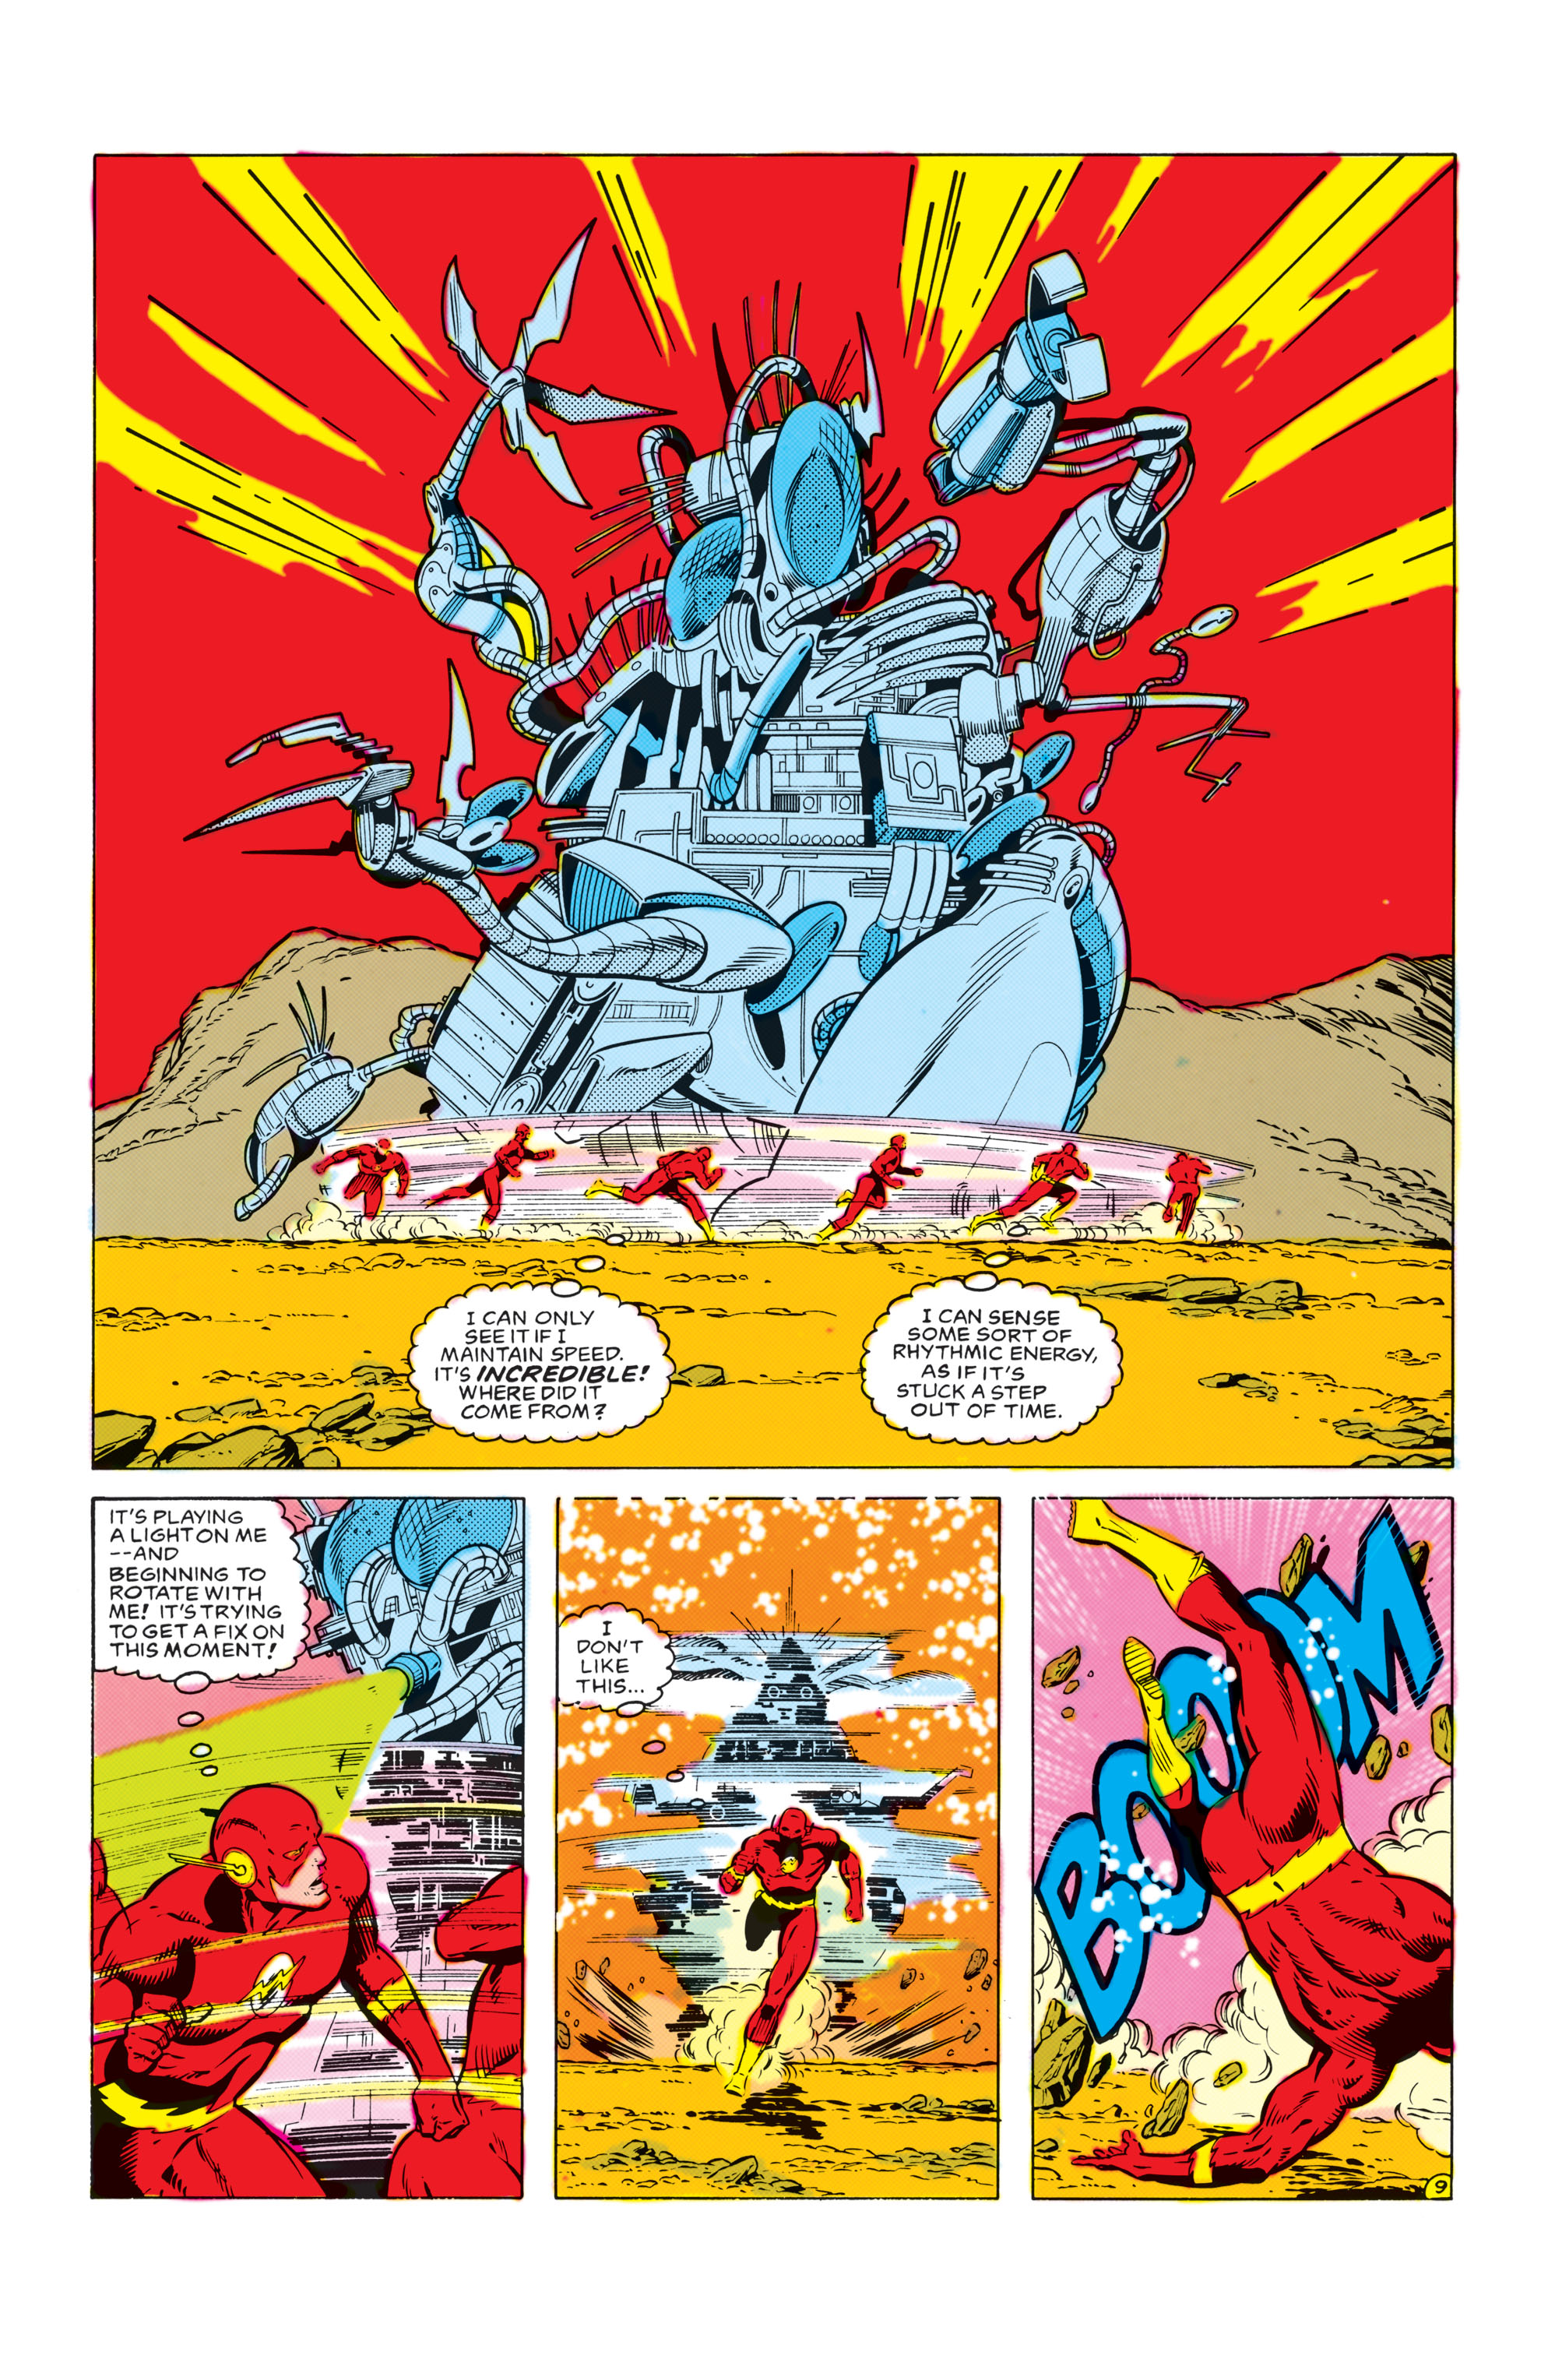 I CAN ONLY
SEE IT IF I
MAINTAIN SPEED.
IT'S INCREDIBLE!
WHERE DID IT
COME FROM?
I CAN SENSE
SOME SORT OF
RHYTHMIC ENERGY,
AS IF IT'S
STUCK A STEP
OUT OF TIME.
IT'S PLAYING
A LIGHT ON ME
--AND
BEGINNING TO
ROTATE WITH
ME! IT'S TRYING
TO GET A FIX ON
THIS MOMENT!
I
DON'T
LIKE
THIS...
BOOOM
9